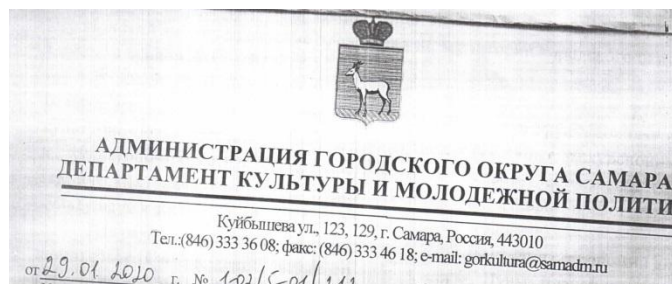 АДМИНИСТРАЦИЯ ГОРОДСКОГО ОКРУГА САМАРА
ДЕПАРТАМЕНТ КУЛЬТУРЫ И МОЛОДЕЖНОЙ ПОЛИТИ
Куйбышева ул., 123, 129, г. Самара, Россия, 443010
Тел.:(846) 333 36 08; факс: (846) 333 46 18; e-mail: gorkultura@samadm.ru
от 29.01 2020 г. №